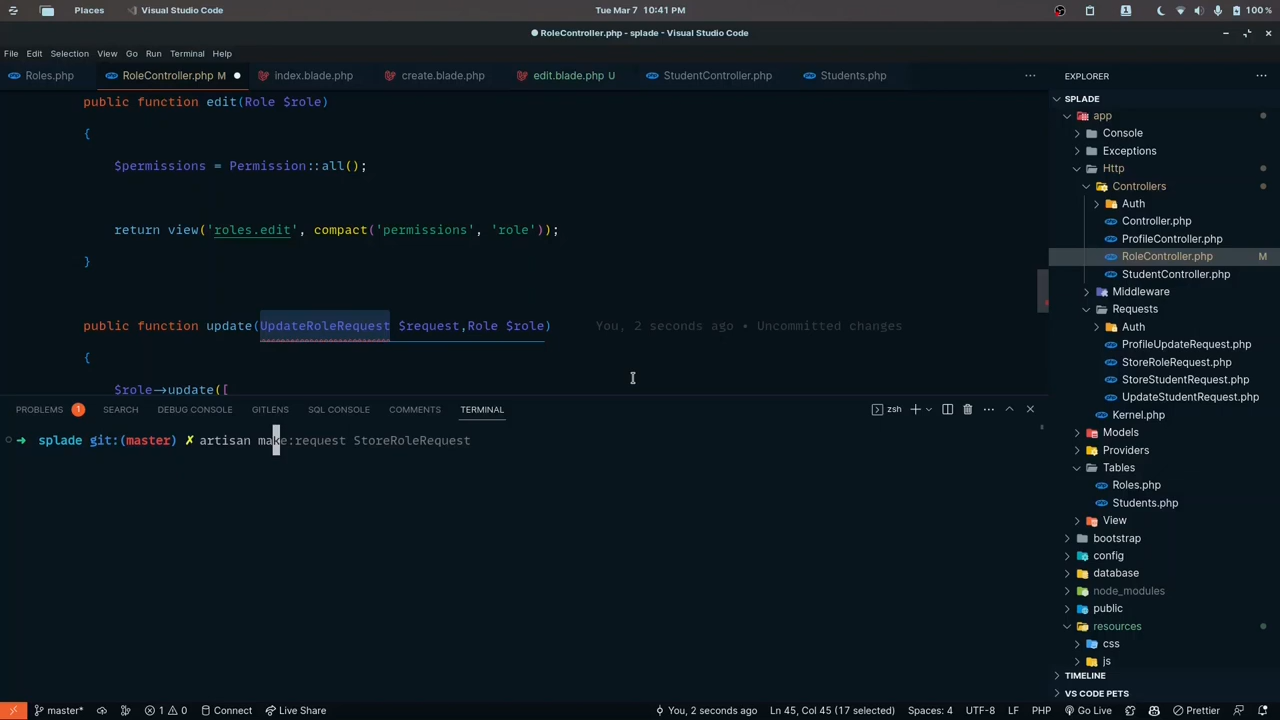 Places
Visual Studio Code
Tue Mar 7  10:41 PM
100 %
RoleController.php - splade - Visual Studio Code
File Edit Selection View Go Run Terminal Help
Roles.php
RoleController.php M
index.blade.php
create.blade.php
edit.blade.php U
StudentController.php
Students.php
public function edit(Role $role)
{
$permissions = Permission::all();
return view('roles.edit', compact('permissions', 'role'));
}
public function update(UpdateRoleRequest $request,Role $role)
You, 2 seconds ago • Uncommitted changes
{
$role->update([
PROBLEMS 1 SEARCH DEBUG CONSOLE GITLENS SQL CONSOLE COMMENTS TERMINAL
zsh
splade git:(master) ✗ artisan make:request StoreRoleRequest
EXPLORER
SPLADE
app
Console
Exceptions
Http
Controllers
Auth
Controller.php
ProfileController.php
RoleController.php M
StudentController.php
Middleware
Requests
Auth
ProfileUpdateRequest.php
StoreRoleRequest.php
StoreStudentRequest.php
UpdateStudentRequest.php
Kernel.php
Models
Providers
Tables
Roles.php
Students.php
View
bootstrap
config
database
node_modules
public
resources
css
js
TIMELINE
VS CODE PETS
master* 1 0 Connect Live Share You, 2 seconds ago Ln 45, Col 45 (17 selected) Spaces: 4 UTF-8 LF PHP Go Live Prettier